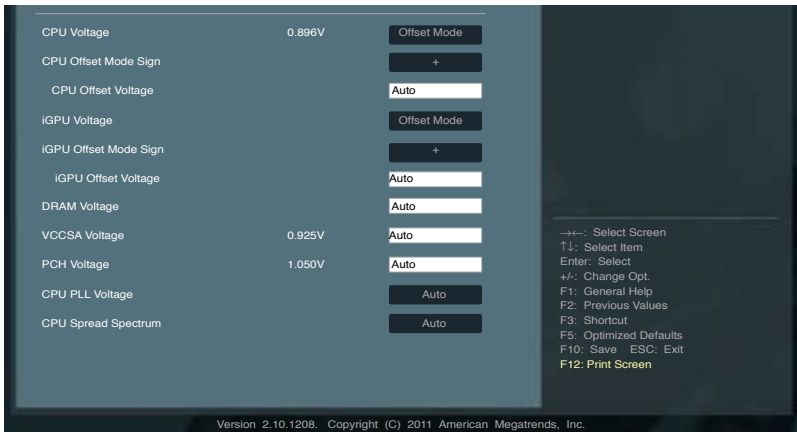 CPU Voltage 0.896V Offset Mode
CPU Offset Mode Sign +
CPU Offset Voltage Auto
iGPU Voltage Offset Mode
iGPU Offset Mode Sign +
iGPU Offset Voltage Auto
DRAM Voltage Auto
VCCSA Voltage 0.925V Auto
PCH Voltage 1.050V Auto
CPU PLL Voltage Auto
CPU Spread Spectrum Auto
→←: Select Screen
↑↓: Select Item
Enter: Select
+/-: Change Opt.
F1: General Help
F2: Previous Values
F3: Shortcut
F5: Optimized Defaults
F10: Save ESC: Exit
F12: Print Screen
Version 2.10.1208. Copyright (C) 2011 American Megatrends, Inc.